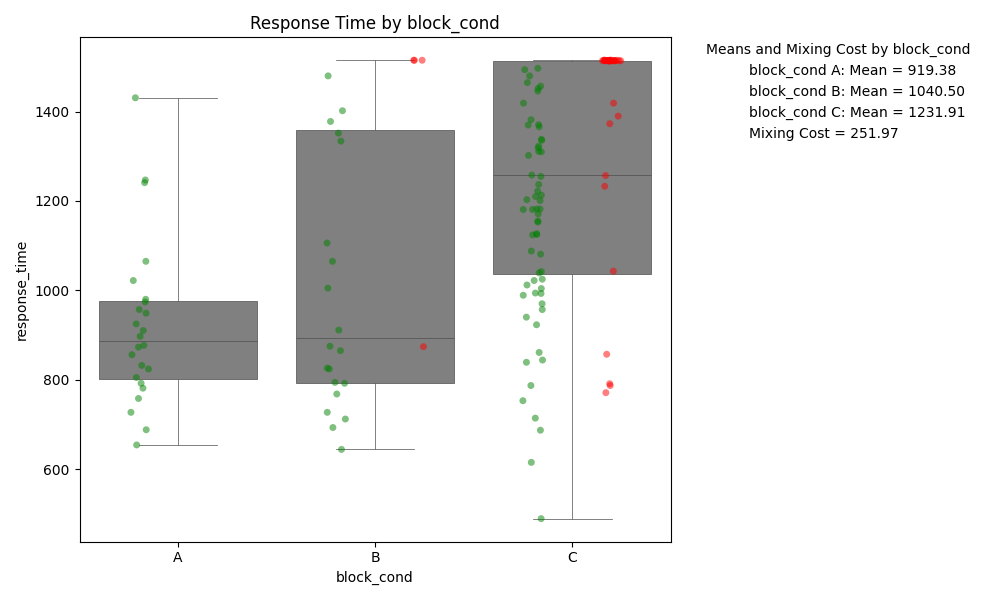 Response Time by block_cond
Means and Mixing Cost by block_cond
block_cond A: Mean = 919.38
block_cond B: Mean = 1040.50
block_cond C: Mean = 1231.91
Mixing Cost = 251.97
response_time
1400
1200
1000
800
600
A
B
C
block_cond